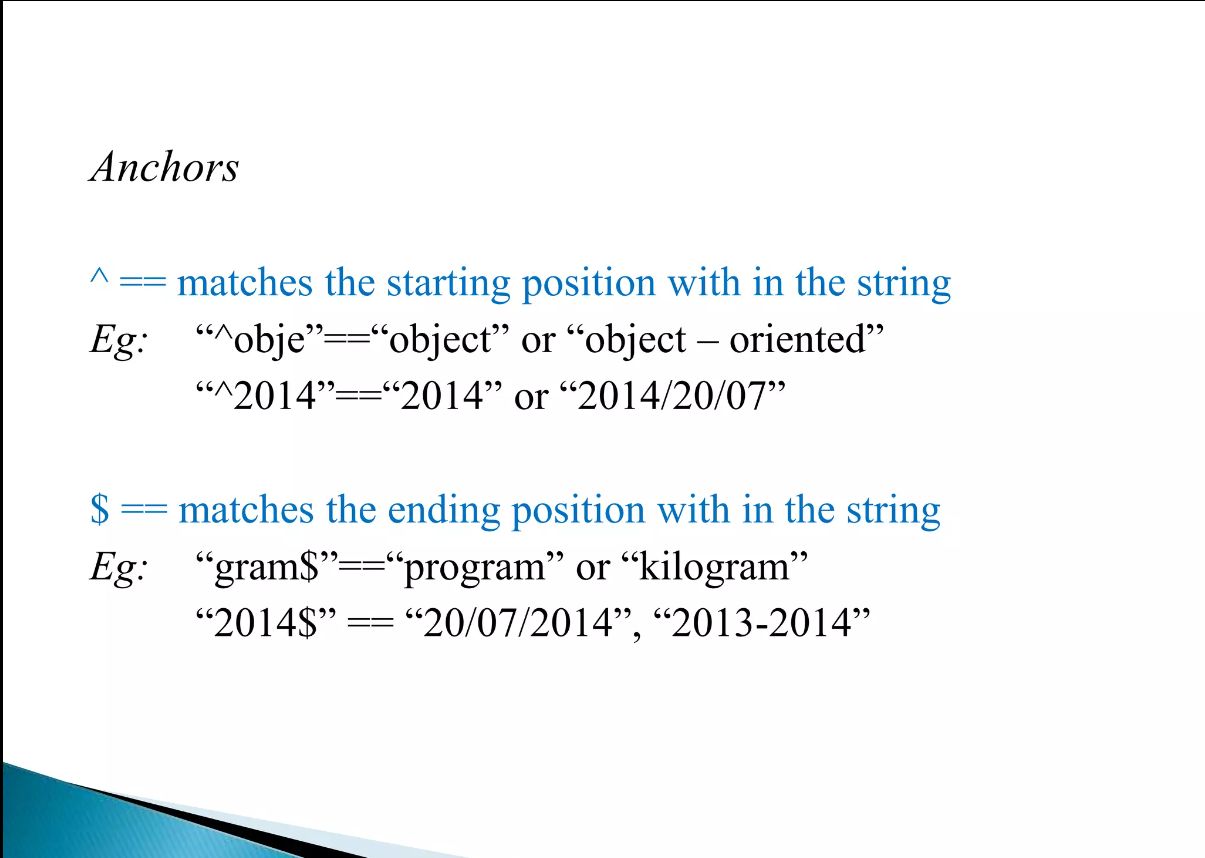 Anchors
^ == matches the starting position with in the string
Eg: “^obje”==“object” or “object – oriented”
“^2014”==“2014” or “2014/20/07”
$ == matches the ending position with in the string
Eg: “gram$”==“program” or “kilogram”
“2014$” == “20/07/2014”, “2013-2014”